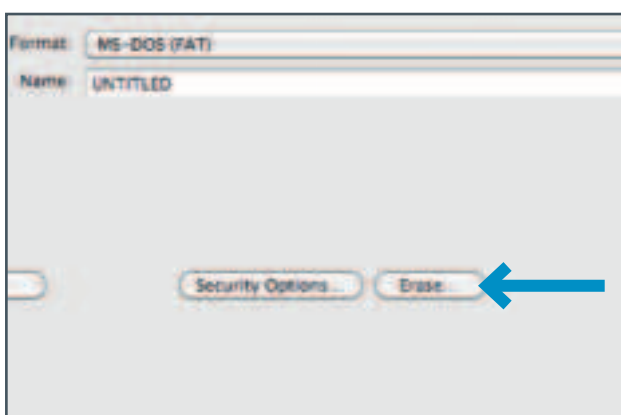 Format: MS-DOS (FAT)
Name: UNTITLED
Security Options... Erase...